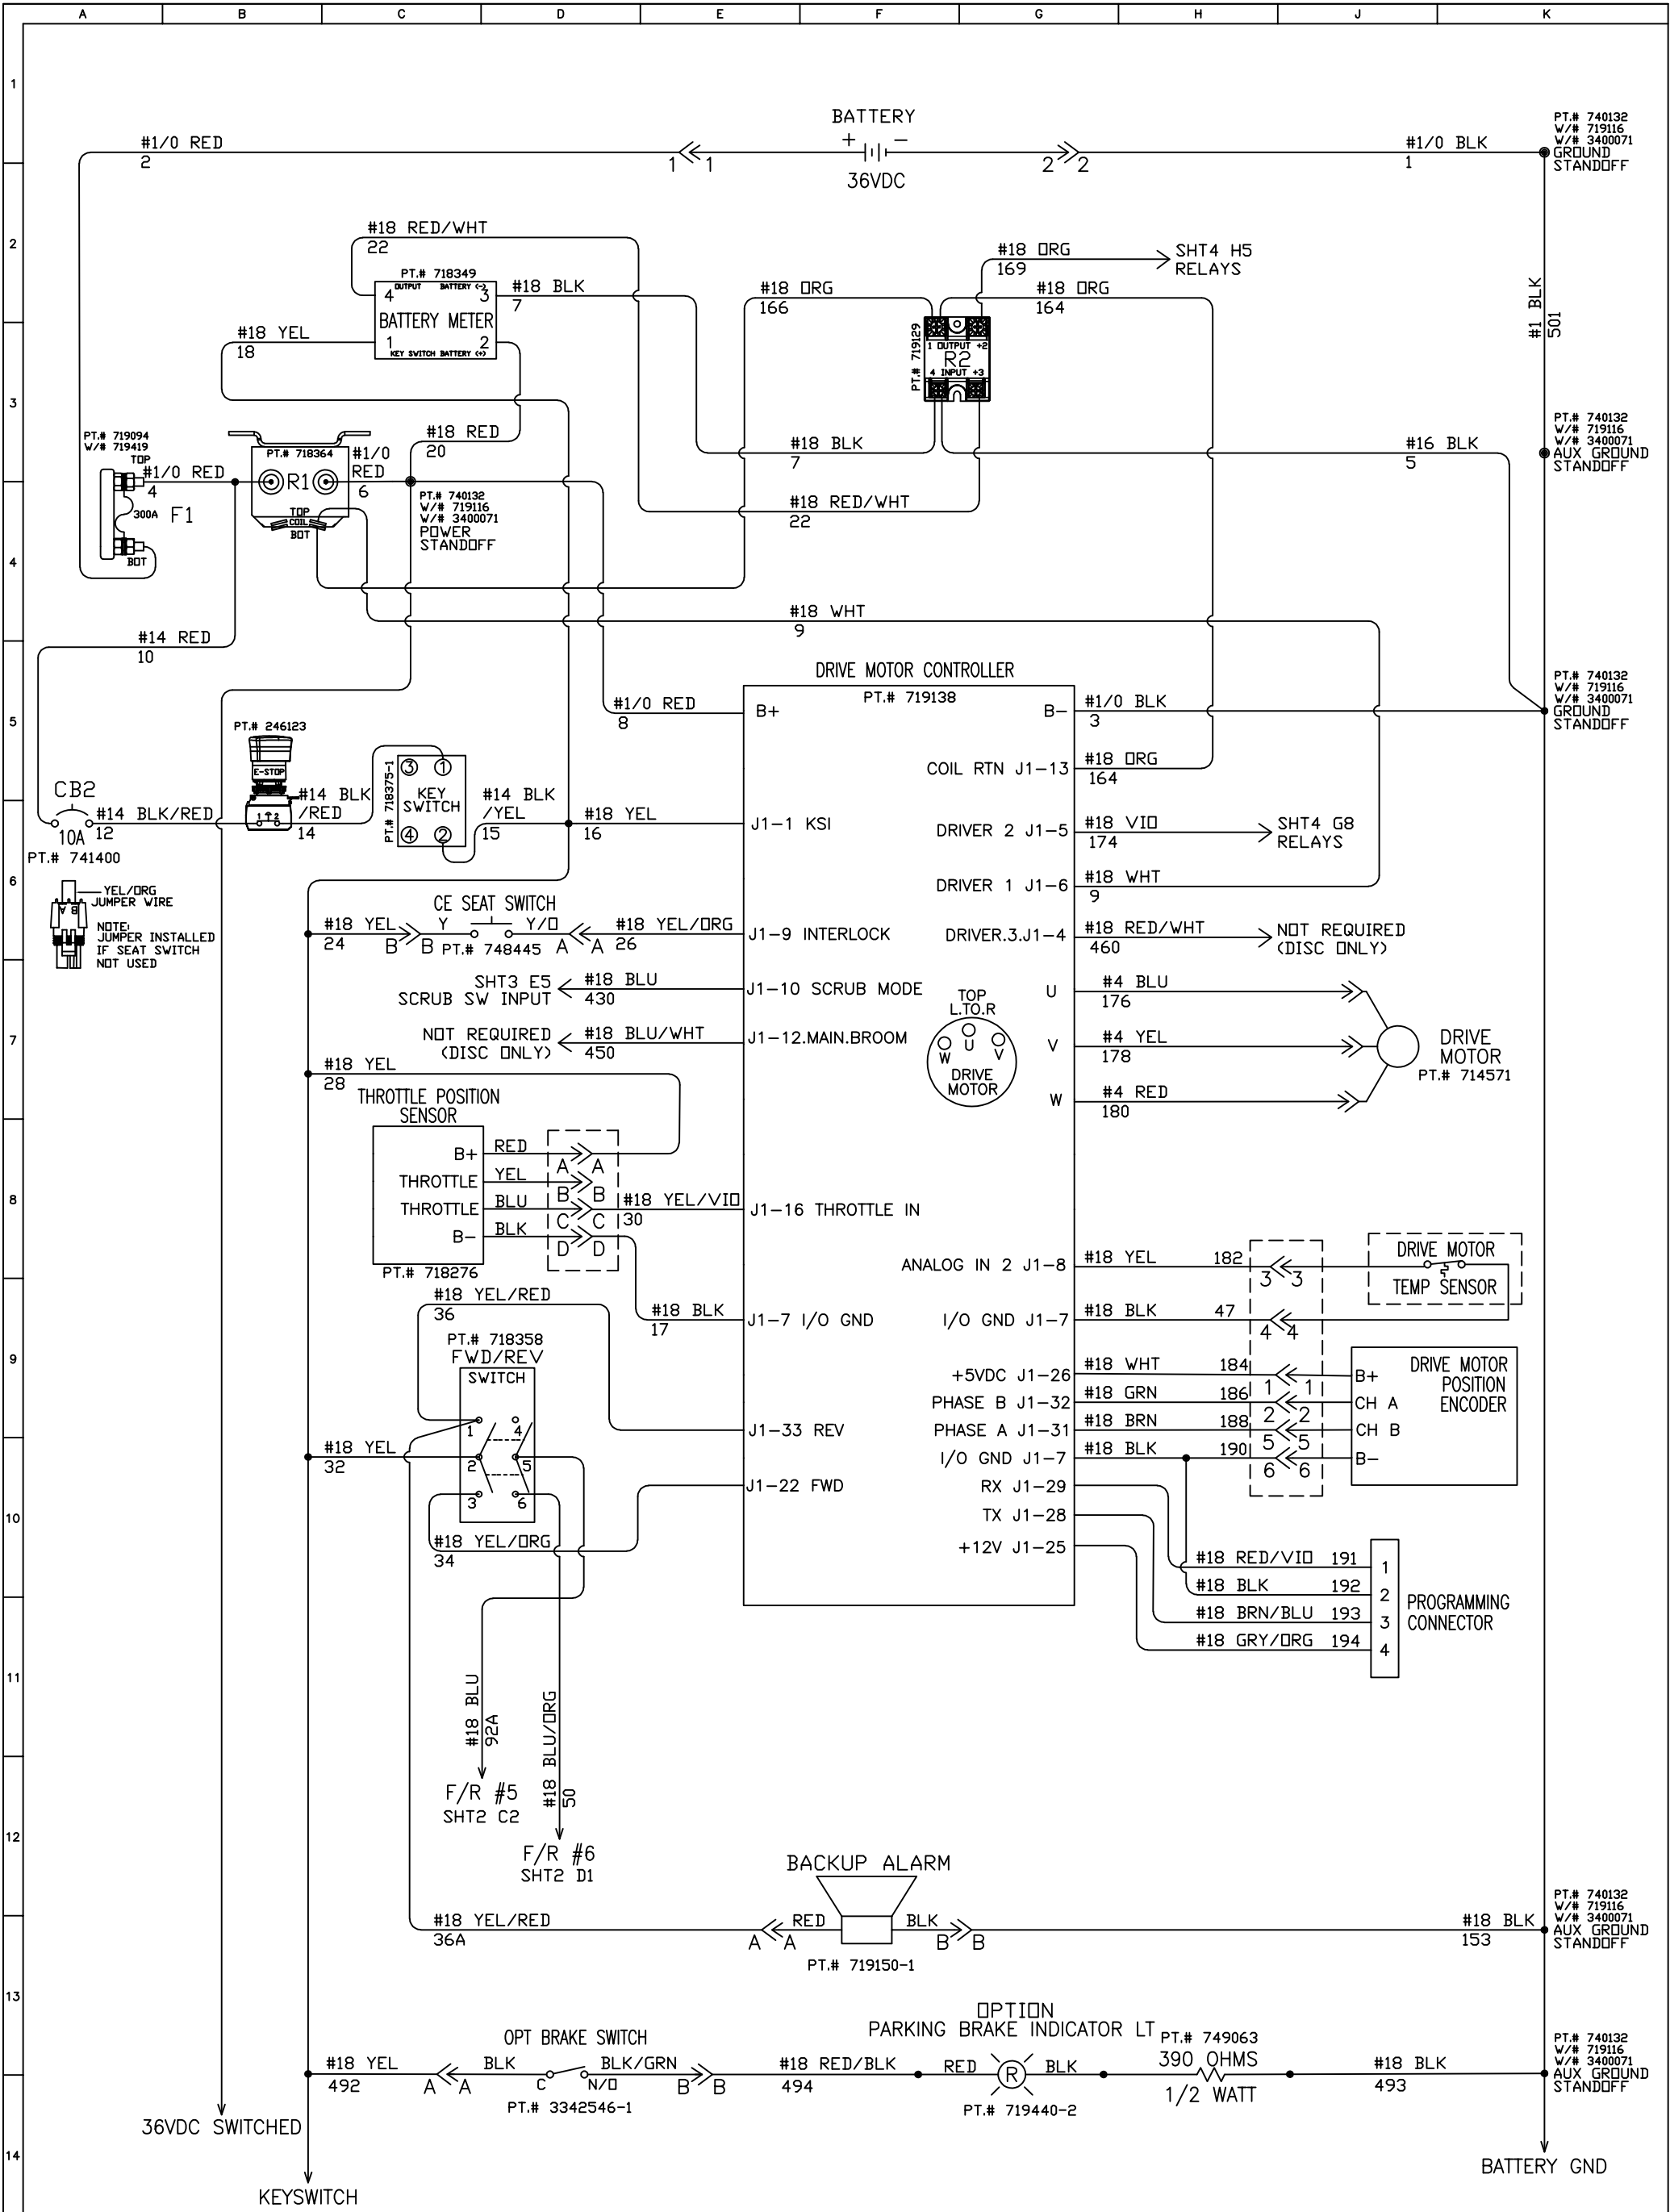 A B C D E F G H J K
1
2
3
4
5
6
7
8
9
10
11
12
13
14
BATTERY
+ −
36VDC
#1/0 RED
2
1 1
2 2
#1/0 BLK
1
PT.# 740132
W/# 719116
W/# 3400071
GROUND
STANDOFF
#18 RED/WHT
22
PT.# 718349
OUTPUT BATTERY (-)
4 3
BATTERY METER
1 2
KEY SWITCH BATTERY (+)
#18 BLK
7
#18 YEL
18
#18 ORG
166
#18 ORG
169
SHT4 H5
RELAYS
#18 ORG
164
PT.# 719129
1 OUTPUT +2
R2
4 INPUT +3
#1 BLK
501
#18 RED
20
#18 BLK
7
#16 BLK
5
PT.# 740132
W/# 719116
W/# 3400071
AUX GROUND
STANDOFF
PT.# 719094
W/# 719419
TOP
#1/0 RED
4
300A F1
BOT
PT.# 718364
R1
TOP
COIL
BOT
#1/0
RED
6
PT.# 740132
W/# 719116
W/# 3400071
POWER
STANDOFF
#18 RED/WHT
22
#18 WHT
9
#14 RED
10
DRIVE MOTOR CONTROLLER
PT.# 719138
#1/0 RED
8
B+
B−
#1/0 BLK
3
PT.# 740132
W/# 719116
W/# 3400071
GROUND
STANDOFF
PT.# 246123
E-STOP
1 2
CB2
10A
PT.# 741400
#14 BLK/RED
12
#14 BLK
/RED
14
PT.# 718375-1
3 1
KEY
SWITCH
4 2
#14 BLK
/YEL
15
#18 YEL
16
J1−1 KSI
COIL RTN J1−13
#18 ORG
164
DRIVER 2 J1−5
#18 VIO
174
SHT4 G8
RELAYS
DRIVER 1 J1−6
#18 WHT
9
YEL/ORG
JUMPER WIRE
A B
NOTE:
JUMPER INSTALLED
IF SEAT SWITCH
NOT USED
CE SEAT SWITCH
#18 YEL
24
B B
Y Y/O
PT.# 748445
A A
#18 YEL/ORG
26
J1−9 INTERLOCK
DRIVER.3.J1−4
#18 RED/WHT
460
NOT REQUIRED
(DISC ONLY)
SHT3 E5
SCRUB SW INPUT
#18 BLU
430
J1−10 SCRUB MODE
NOT REQUIRED
(DISC ONLY)
#18 BLU/WHT
450
J1−12.MAIN.BROOM
TOP
L.TO.R
W U V
DRIVE
MOTOR
U
#4 BLU
176
V
#4 YEL
178
W
#4 RED
180
DRIVE
MOTOR
PT.# 714571
#18 YEL
28
THROTTLE POSITION
SENSOR
B+ RED A A
THROTTLE YEL B B
THROTTLE BLU C C
B− BLK D D
PT.# 718276
#18 YEL/VIO
30
J1−16 THROTTLE IN
#18 BLK
17
J1−7 I/O GND
ANALOG IN 2 J1−8
#18 YEL 182
3 3
DRIVE MOTOR
TEMP SENSOR
I/O GND J1−7
#18 BLK 47
4 4
#18 YEL/RED
36
PT.# 718358
FWD/REV
SWITCH
1 4
2 5
3 6
#18 YEL
32
J1−33 REV
J1−22 FWD
#18 YEL/ORG
34
+5VDC J1−26
#18 WHT 184
1 1
B+
PHASE B J1−32
#18 GRN 186
2 2
CH A
PHASE A J1−31
#18 BRN 188
5 5
CH B
I/O GND J1−7
#18 BLK 190
6 6
B−
DRIVE MOTOR
POSITION
ENCODER
RX J1−29
TX J1−28
+12V J1−25
#18 RED/VIO 191 1
#18 BLK 192 2
#18 BRN/BLU 193 3
#18 GRY/ORG 194 4
PROGRAMMING
CONNECTOR
#18 BLU
92A
F/R #5
SHT2 C2
#18 BLU/ORG
50
F/R #6
SHT2 D1
BACKUP ALARM
#18 YEL/RED
36A
A A
RED BLK
B B
PT.# 719150-1
#18 BLK
153
PT.# 740132
W/# 719116
W/# 3400071
AUX GROUND
STANDOFF
OPT BRAKE SWITCH
#18 YEL
492
A A
BLK BLK/GRN
C N/O
PT.# 3342546-1
B B
#18 RED/BLK
494
OPTION
PARKING BRAKE INDICATOR LT
RED R BLK
PT.# 719440-2
PT.# 749063
390 OHMS
1/2 WATT
#18 BLK
493
PT.# 740132
W/# 719116
W/# 3400071
AUX GROUND
STANDOFF
36VDC SWITCHED
KEYSWITCH
BATTERY GND